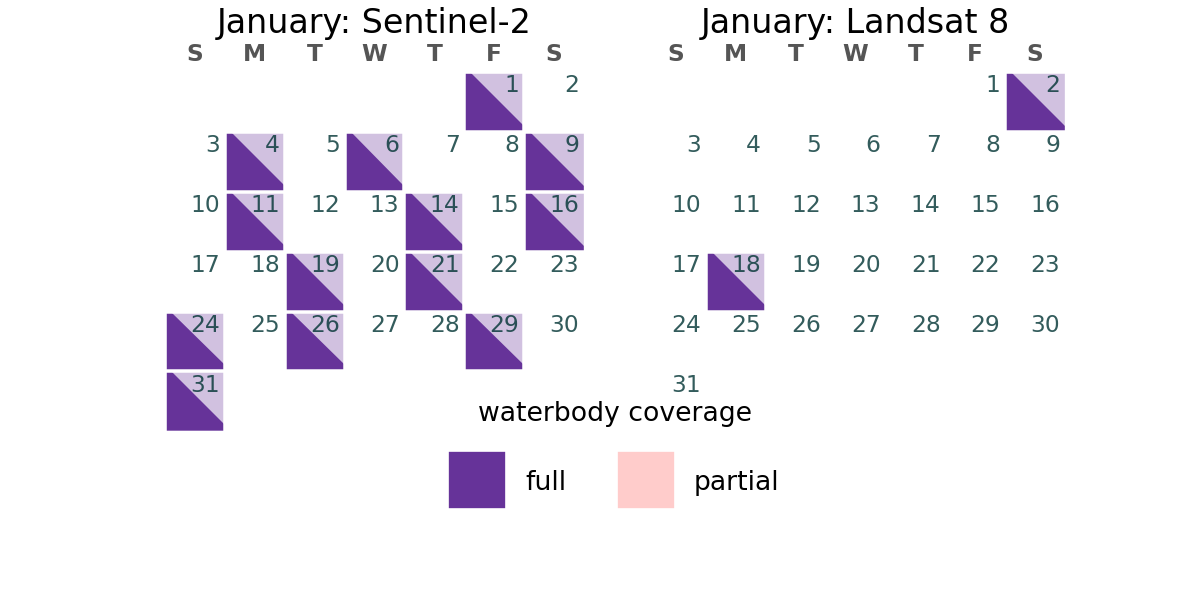 January: Sentinel-2
S M T W T F S
1 2
3 4 5 6 7 8 9
10 11 12 13 14 15 16
17 18 19 20 21 22 23
24 25 26 27 28 29 30
31
January: Landsat 8
S M T W T F S
1 2
3 4 5 6 7 8 9
10 11 12 13 14 15 16
17 18 19 20 21 22 23
24 25 26 27 28 29 30
31
waterbody coverage
full partial